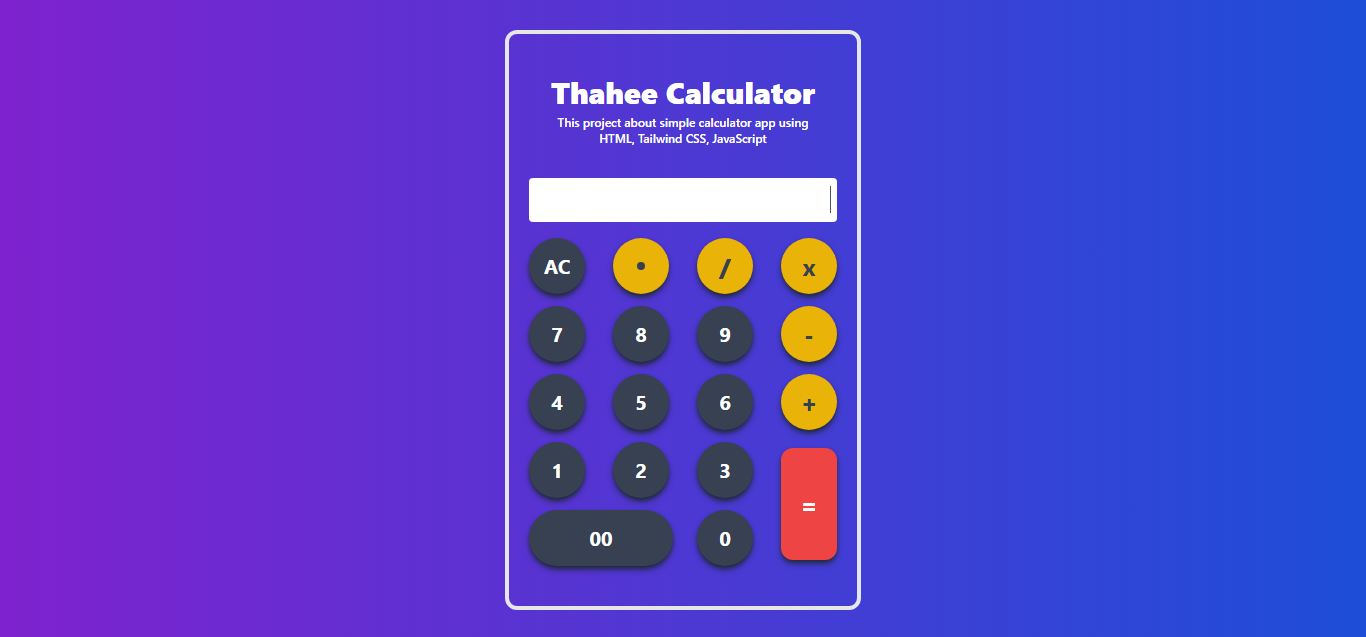 Thahee Calculator
This project about simple calculator app using
HTML, Tailwind CSS, JavaScript
AC • / x
7 8 9 -
4 5 6 +
1 2 3
=
00 0